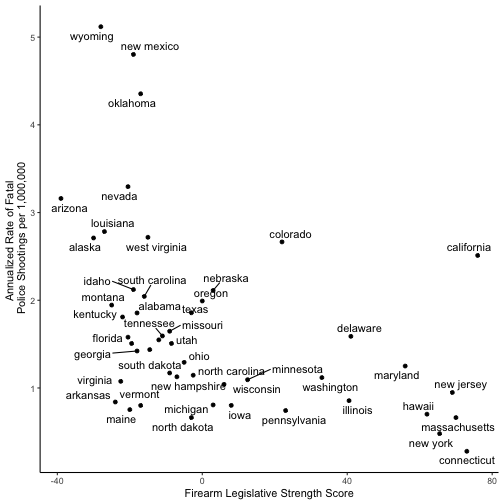 wyoming
new mexico
oklahoma
nevada
arizona
louisiana
alaska
west virginia
colorado
california
idaho
south carolina
nebraska
montana
oregon
alabama
texas
kentucky
tennessee
missouri
delaware
florida
utah
georgia
ohio
south dakota
north carolina
minnesota
maryland
virginia
new hampshire
wisconsin
washington
new jersey
arkansas
vermont
michigan
iowa
illinois
hawaii
maine
north dakota
pennsylvania
massachusetts
new york
connecticut
5
4
3
2
1
-40
0
40
80
Annualized Rate of Fatal
Police Shootings per 1,000,000
Firearm Legislative Strength Score